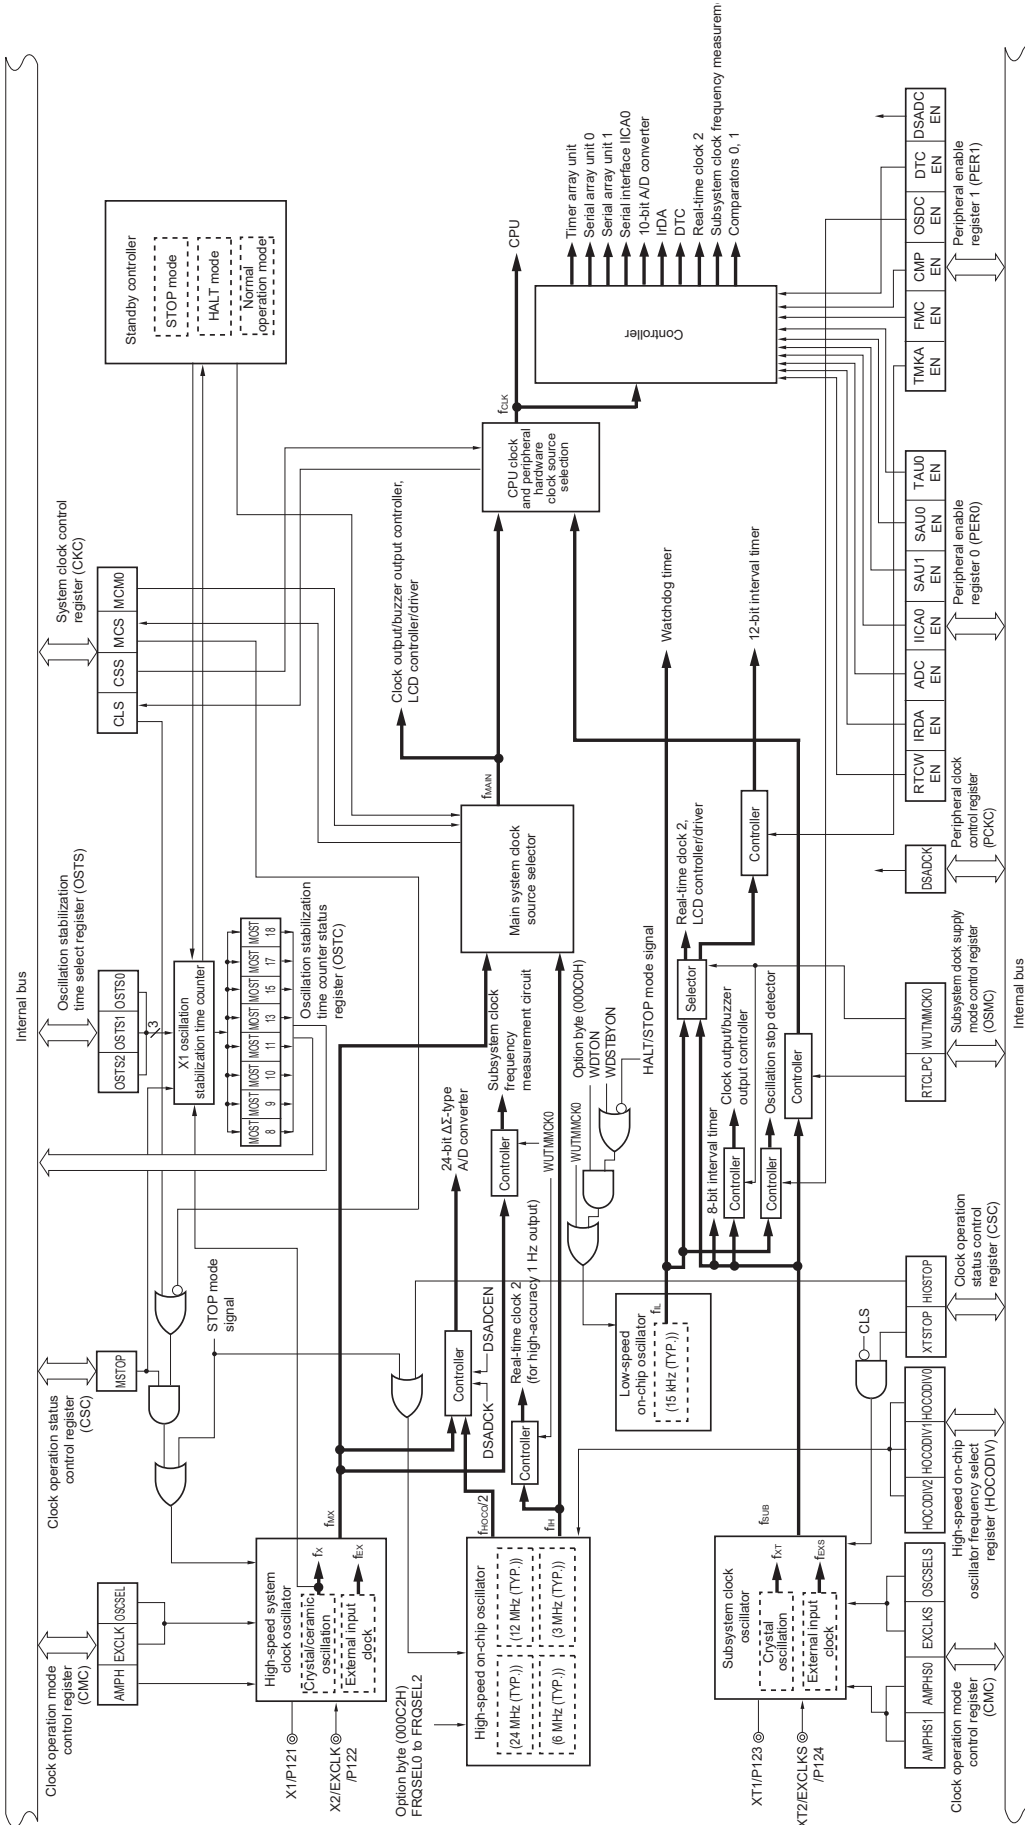 Internal bus
Clock operation mode
control register
(CMC)
AMPH
EXCLK
OSCSEL
Clock operation status
control register
(CSC)
MSTOP
Oscillation stabilization
time select register (OSTS)
OSTS2
OSTS1
OSTS0
3
System clock control
register (CKC)
CLS
CSS
MCS
MCM0
Standby controller
STOP mode
HALT mode
Normal
operation mode
X1 oscillation
stabilization time counter
MOST
8
MOST
9
MOST
10
MOST
11
MOST
13
MOST
15
MOST
17
MOST
18
Oscillation stabilization
time counter status
register (OSTC)
STOP mode
signal
X1/P121
X2/EXCLK
/P122
High-speed system
clock oscillator
Crystal/ceramic
oscillation
fX
External input
clock
fEX
fMX
Option byte (000C2H)
FRQSEL0 to FRQSEL2
High-speed on-chip oscillator
(24 MHz (TYP.))
(12 MHz (TYP.))
(6 MHz (TYP.))
(3 MHz (TYP.))
fHOCO/2
fIH
DSADCK
DSADCEN
Controller
24-bit ΔΣ-type
A/D converter
Controller
Real-time clock 2
(for high-accuracy 1 Hz output)
Controller
Subsystem clock
frequency
measurement circuit
WUTMMCK0
Main system clock
source selector
fMAIN
Clock output/buzzer output controller,
LCD controller/driver
CPU clock
and peripheral
hardware
clock source
selection
fCLK
CPU
Controller
Timer array unit
Serial array unit 0
Serial array unit 1
Serial interface IICA0
10-bit A/D converter
IrDA
DTC
Real-time clock 2
Subsystem clock frequency measuremen
Comparators 0, 1
WUTMMCK0
Option byte (000C0H)
WDTON
WDSTBYON
HALT/STOP mode signal
Low-speed
on-chip oscillator
(15 kHz (TYP.))
fIL
Watchdog timer
8-bit interval timer
Selector
Real-time clock 2,
LCD controller/driver
Controller
Clock output/buzzer
output controller
Controller
Oscillation stop detector
Controller
12-bit interval timer
Controller
XT1/P123
XT2/EXCLKS
/P124
Subsystem clock
oscillator
Crystal
oscillation
fXT
External input
clock
fEXS
fSUB
CLS
AMPHS1
AMPHS0
EXCLKS
OSCSELS
Clock operation mode
control register
(CMC)
HOCODIV2
HOCODIV1
HOCODIV0
High-speed on-chip
oscillator frequency select
register (HOCODIV)
XTSTOP
HIOSTOP
Clock operation
status control
register (CSC)
RTCLPC
WUTMMCK0
Subsystem clock supply
mode control register
(OSMC)
DSADCK
Peripheral clock
control register
(PCKC)
RTCW
EN
IRDA
EN
ADC
EN
IICA0
EN
SAU1
EN
SAU0
EN
TAU0
EN
Peripheral enable
register 0 (PER0)
TMKA
EN
FMC
EN
CMP
EN
OSDC
EN
DTC
EN
DSADC
EN
Peripheral enable
register 1 (PER1)
Internal bus